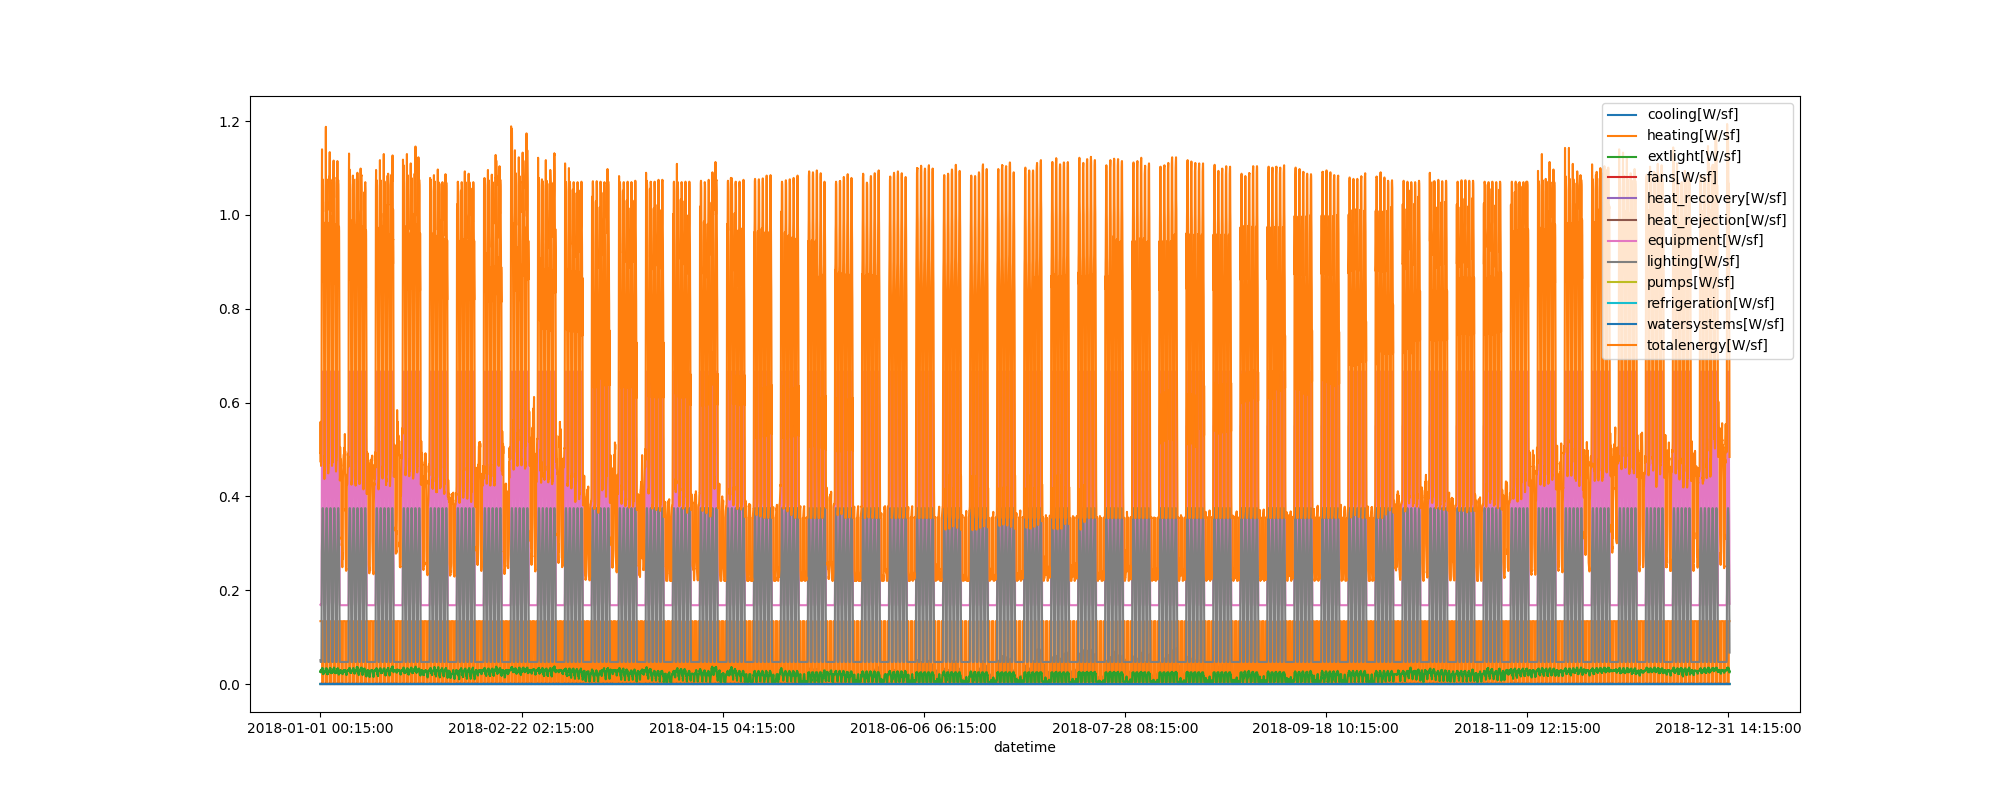 1.2
1.0
0.8
0.6
0.4
0.2
0.0
cooling[W/sf]
heating[W/sf]
extlight[W/sf]
fans[W/sf]
heat_recovery[W/sf]
heat_rejection[W/sf]
equipment[W/sf]
lighting[W/sf]
pumps[W/sf]
refrigeration[W/sf]
watersystems[W/sf]
totalenergy[W/sf]
2018-01-01 00:15:00 2018-02-22 02:15:00 2018-04-15 04:15:00 2018-06-06 06:15:00 2018-07-28 08:15:00 2018-09-18 10:15:00 2018-11-09 12:15:00 2018-12-31 14:15:00
datetime